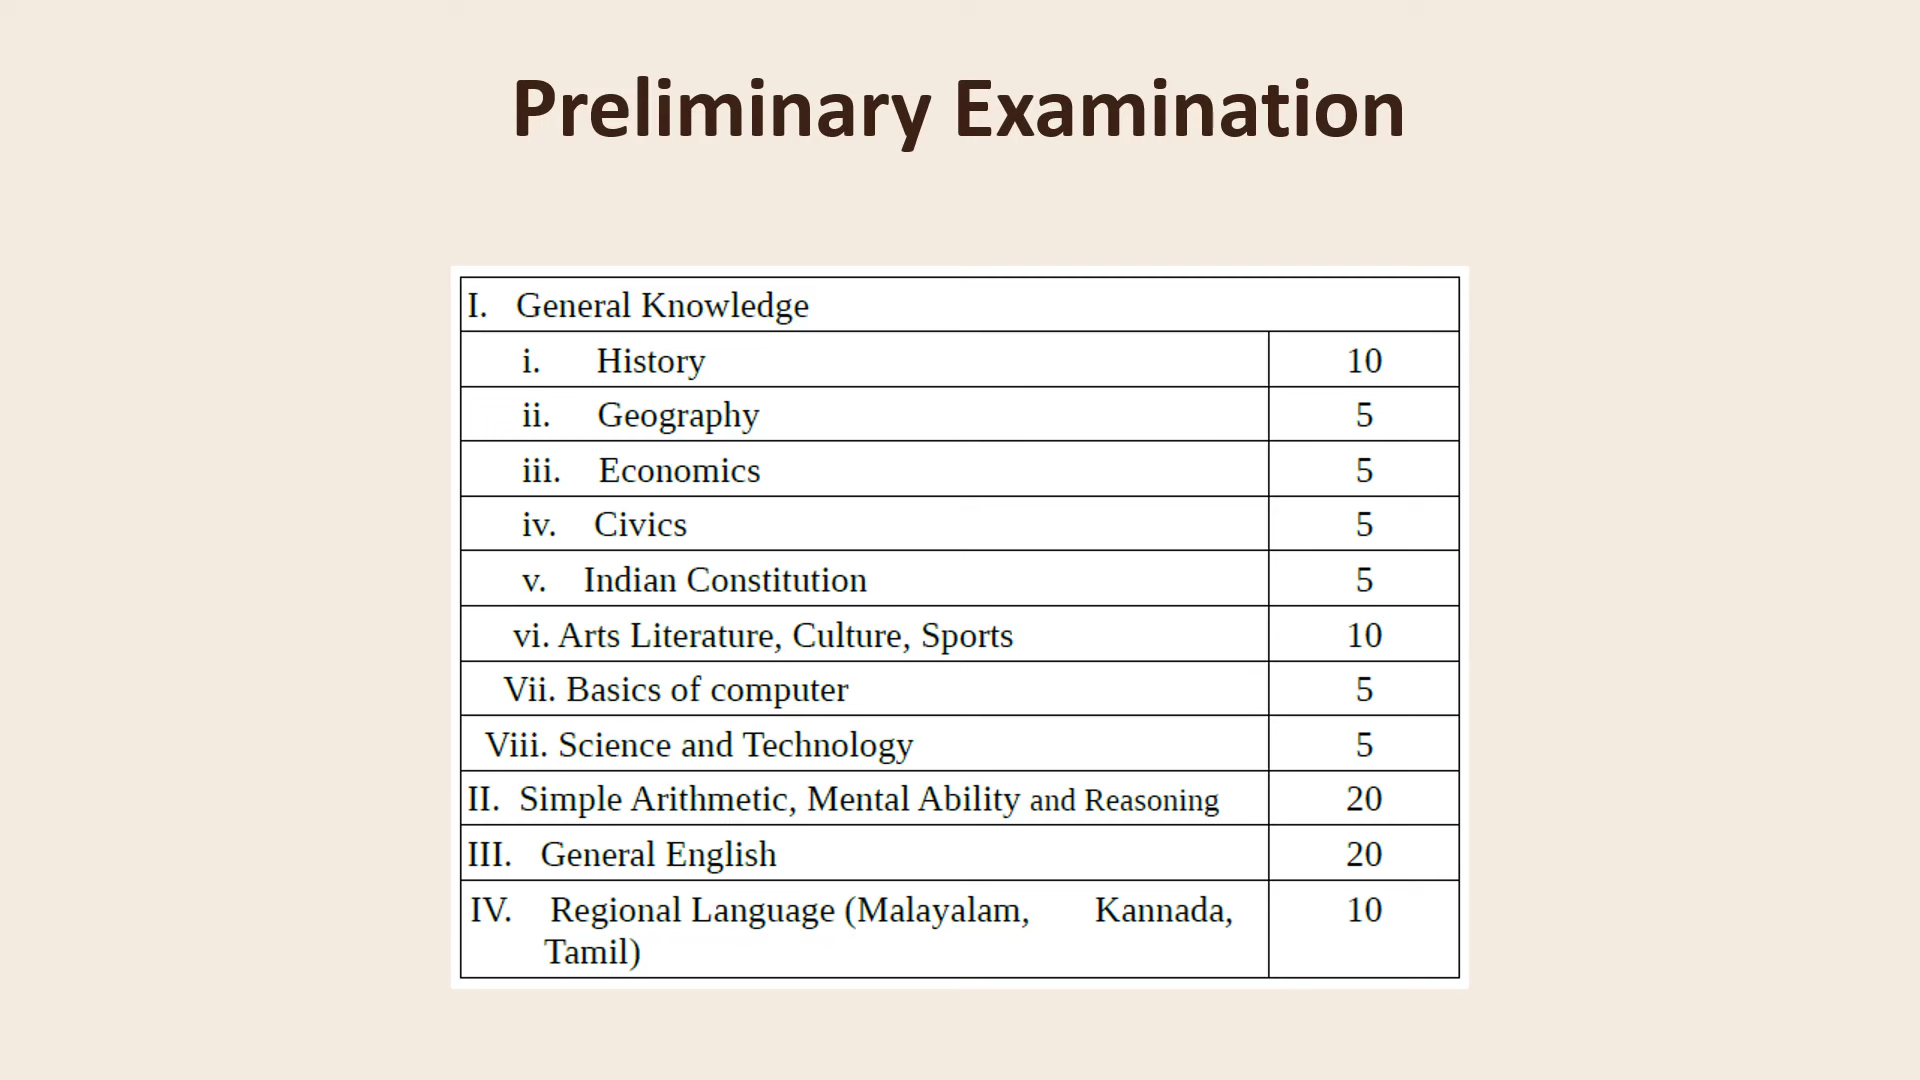 Preliminary Examination
I. General Knowledge
i. History 10
ii. Geography 5
iii. Economics 5
iv. Civics 5
v. Indian Constitution 5
vi. Arts Literature, Culture, Sports 10
Vii. Basics of computer 5
Viii. Science and Technology 5
II. Simple Arithmetic, Mental Ability and Reasoning 20
III. General English 20
IV. Regional Language (Malayalam, Kannada, 10
Tamil)